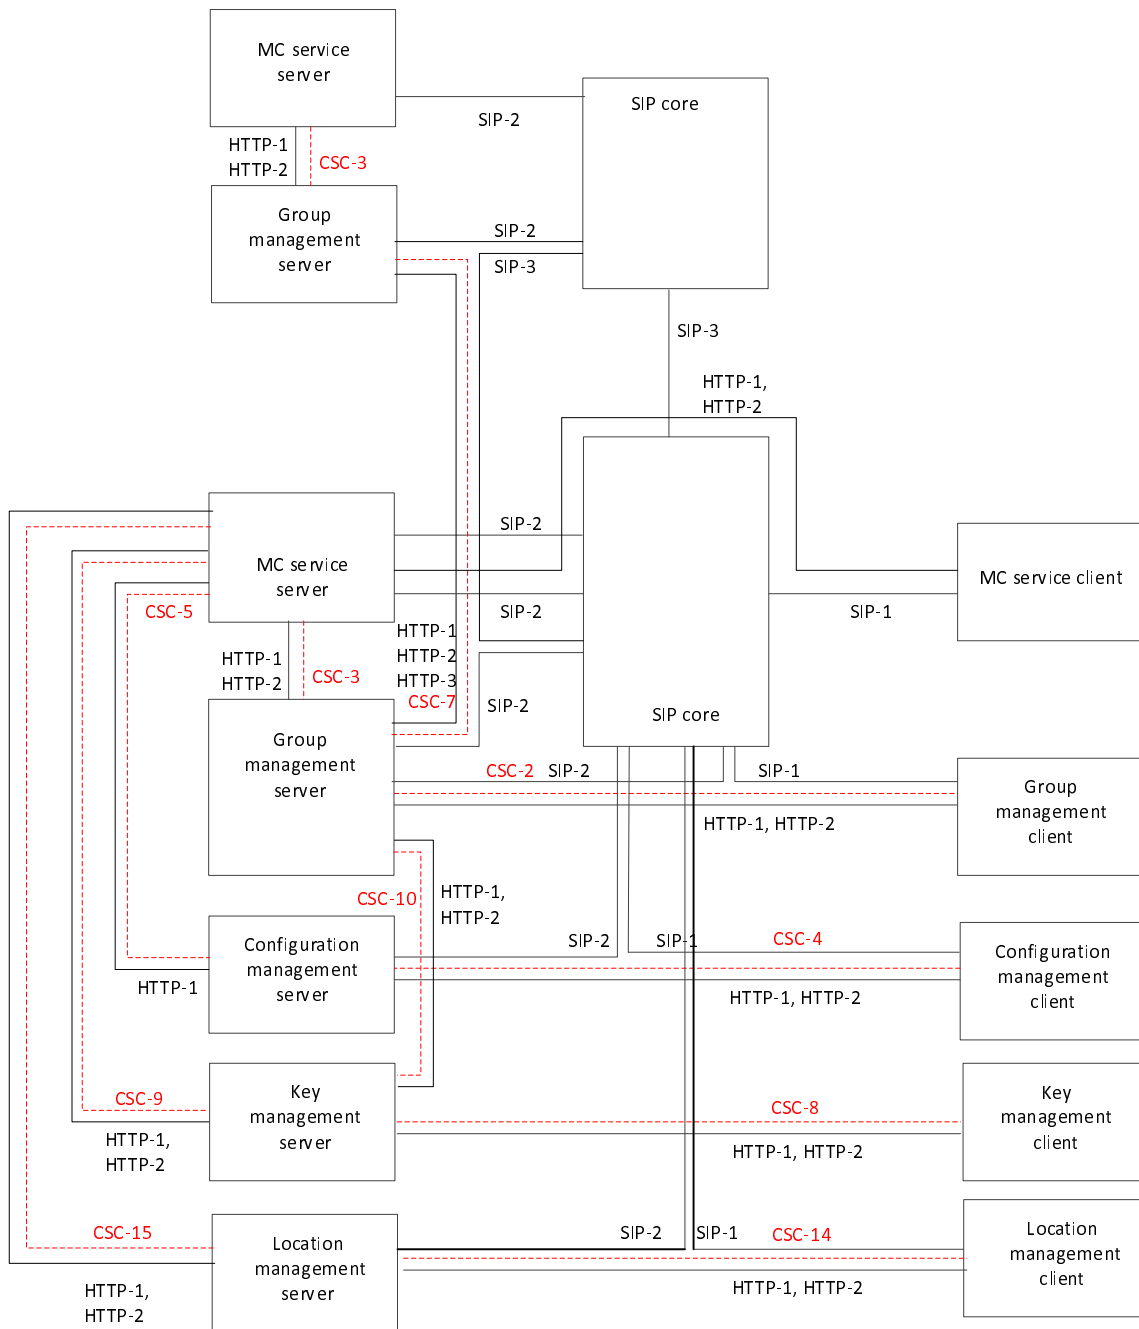 MC service
server
SIP core
SIP-2
HTTP-1
HTTP-2
CSC-3
Group
management
server
SIP-2
SIP-3
SIP-3
HTTP-1,
HTTP-2
SIP-2
MC service
server
MC service client
CSC-5
SIP-2
SIP-1
HTTP-1
HTTP-2
HTTP-3
CSC-7
HTTP-1
HTTP-2
CSC-3
SIP-2
SIP core
Group
management
server
CSC-2
SIP-2
SIP-1
Group
management
client
HTTP-1, HTTP-2
CSC-10
HTTP-1,
HTTP-2
Configuration
management
server
SIP-2
SIP-1
CSC-4
Configuration
management
client
HTTP-1
HTTP-1, HTTP-2
Key
management
server
CSC-9
CSC-8
Key
management
client
HTTP-1,
HTTP-2
HTTP-1, HTTP-2
CSC-15
Location
management
server
SIP-2
SIP-1
CSC-14
Location
management
client
HTTP-1,
HTTP-2
HTTP-1, HTTP-2